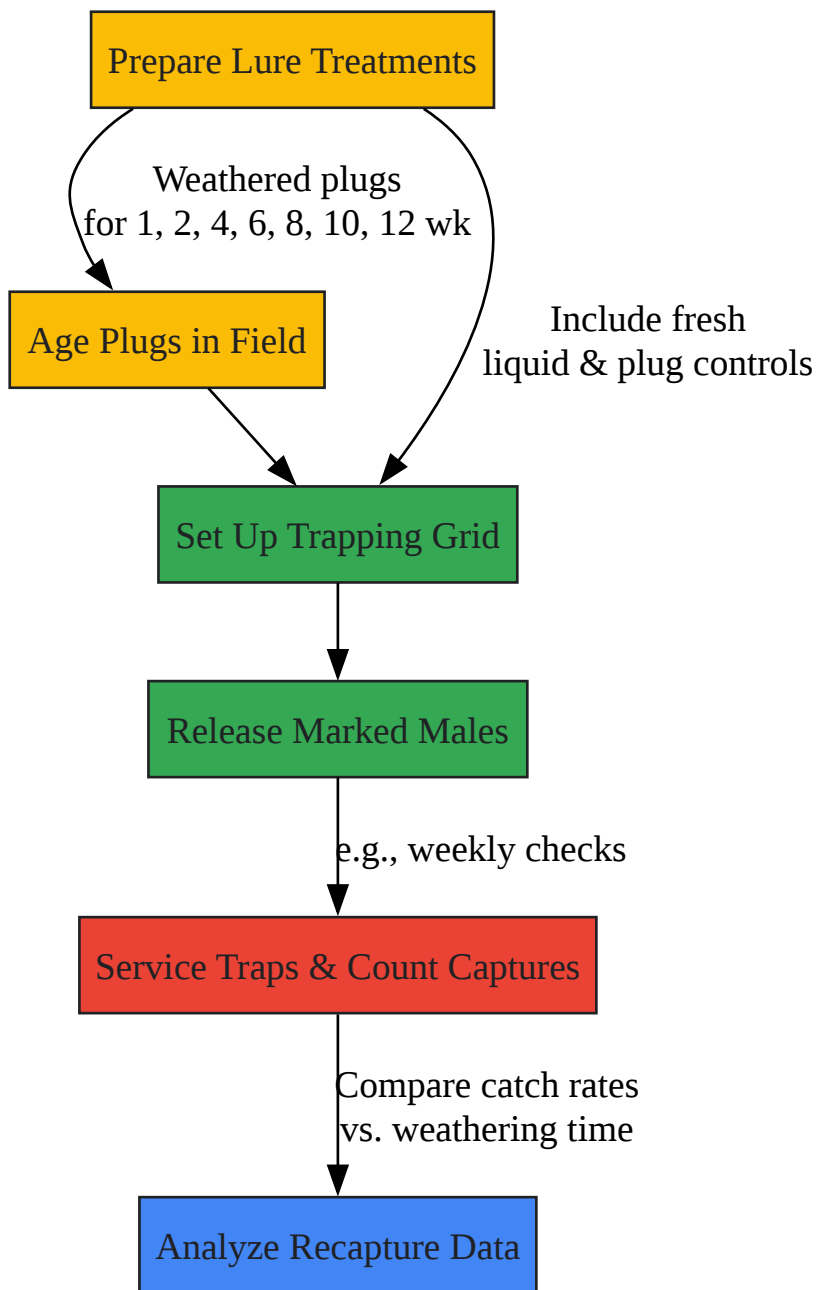 Prepare Lure Treatments
Weathered plugs
for 1, 2, 4, 6, 8, 10, 12 wk
Include fresh
liquid & plug controls
Age Plugs in Field
Set Up Trapping Grid
Release Marked Males
e.g., weekly checks
Service Traps & Count Captures
Compare catch rates
vs. weathering time
Analyze Recapture Data